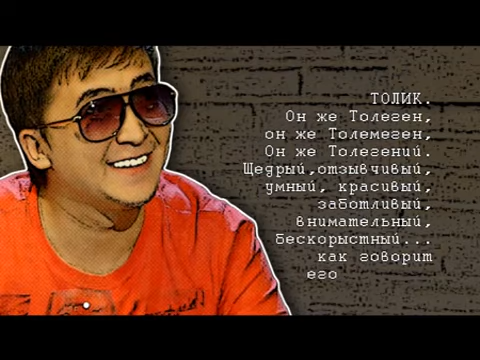 ТОЛИК.
Он же Толеген,
он же Толемеген,
Он же Толегений.
Щедрый,отзывчивый,
умный, красивый,
заботливый,
внимательный,
бескорыстный...
как говорит
его